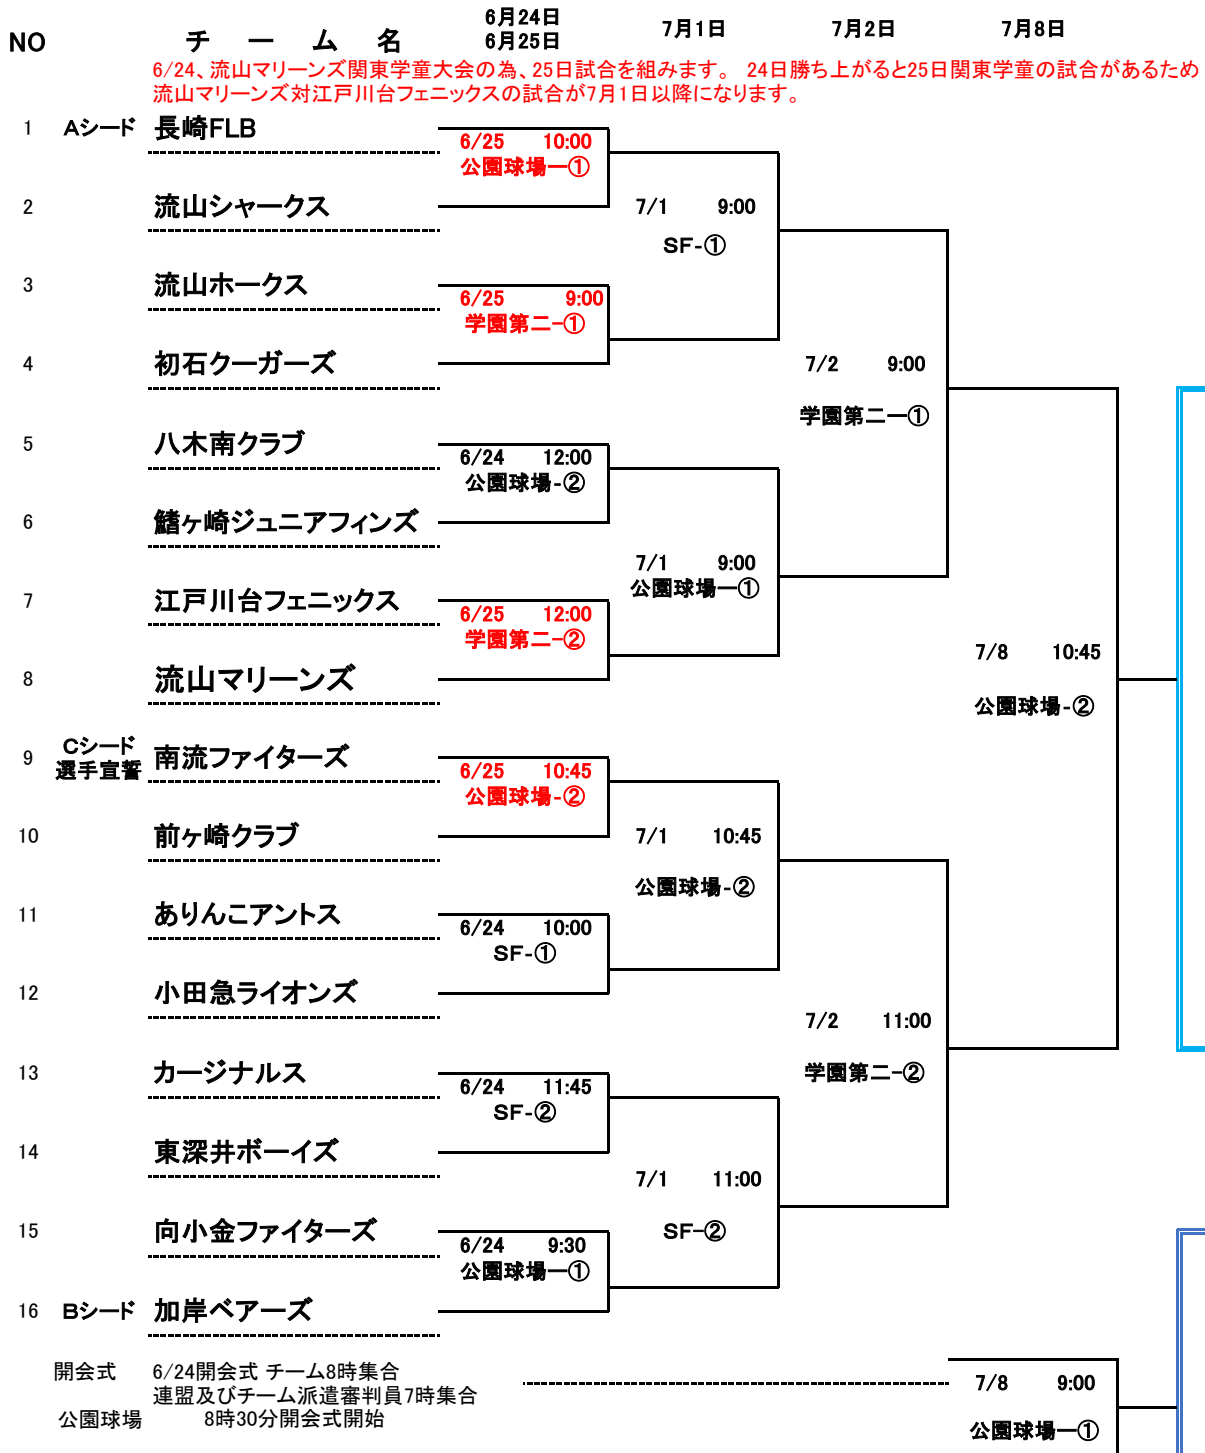 6月24日
6月25日
7月1日
7月2日
7月8日
NO
チ ー ム 名
6/24、流山マリーンズ関東学童大会の為、25日試合を組みます。 24日勝ち上がると25日関東学童の試合があるため
流山マリーンズ対江戸川台フェニックスの試合が7月1日以降になります。
1 Aシード 長崎FLB
6/25 10:00
公園球場ー①
2 流山シャークス
7/1 9:00
SF-①
3 流山ホークス
6/25 9:00
学園第二-①
4 初石クーガーズ
7/2 9:00
学園第二ー①
5 八木南クラブ
6/24 12:00
公園球場-②
6 鰭ヶ崎ジュニアフィンズ
7/1 9:00
公園球場ー①
7 江戸川台フェニックス
6/25 12:00
学園第二-②
7/8 10:45
公園球場-②
8 流山マリーンズ
9 Cシード
選手宣誓
南流ファイターズ
6/25 10:45
公園球場-②
10 前ヶ崎クラブ
7/1 10:45
公園球場-②
11 ありんこアントス
6/24 10:00
SF-①
12 小田急ライオンズ
7/2 11:00
学園第二-②
13 カージナルス
6/24 11:45
SF-②
14 東深井ボーイズ
7/1 11:00
SF-②
15 向小金ファイターズ
6/24 9:30
公園球場ー①
16 Bシード 加岸ベアーズ
開会式 6/24開会式 チーム8時集合
連盟及びチーム派遣審判員7時集合
公園球場 8時30分開会式開始
7/8 9:00
公園球場ー①